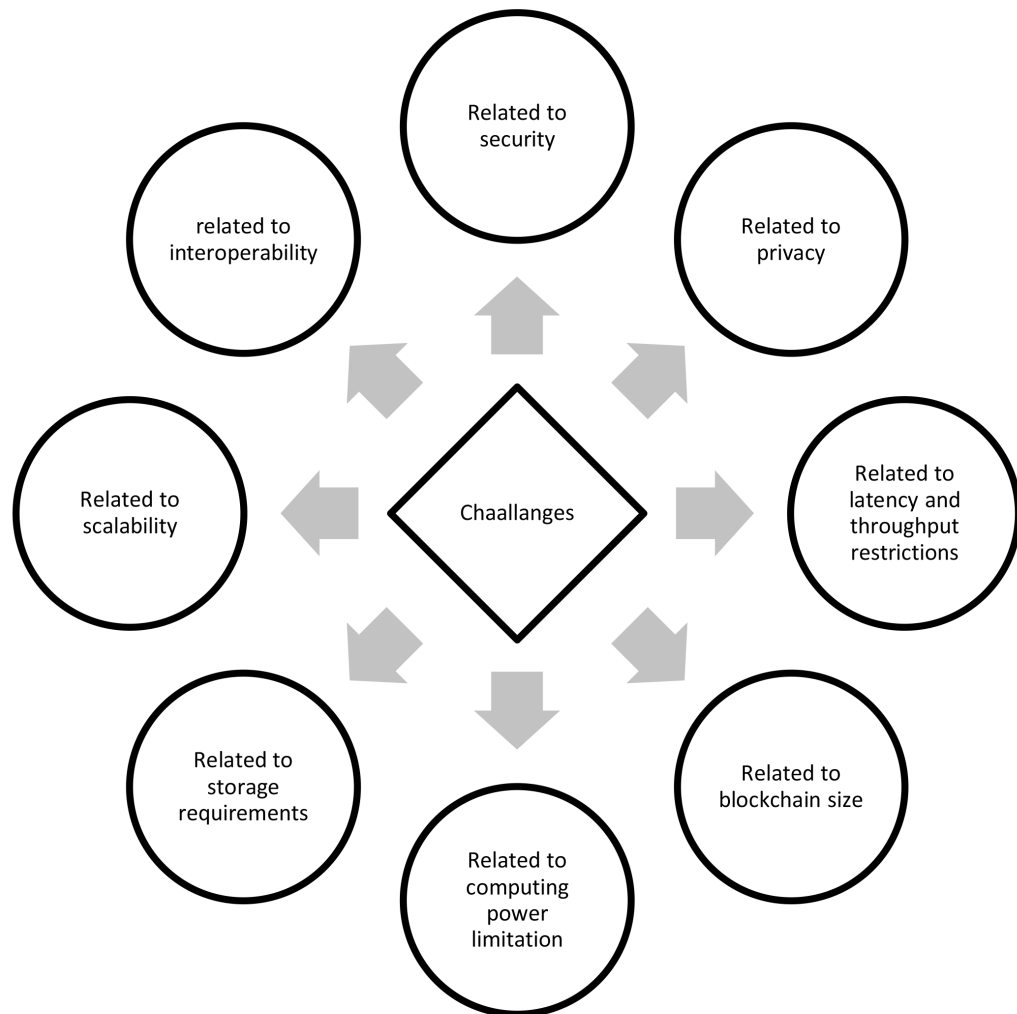 Related to
security
related to
interoperability
Related to
privacy
Related to
scalability
Chaallanges
Related to
latency and
throughput
restrictions
Related to
storage
requirements
Related to
blockchain size
Related to
computing
power
limitation